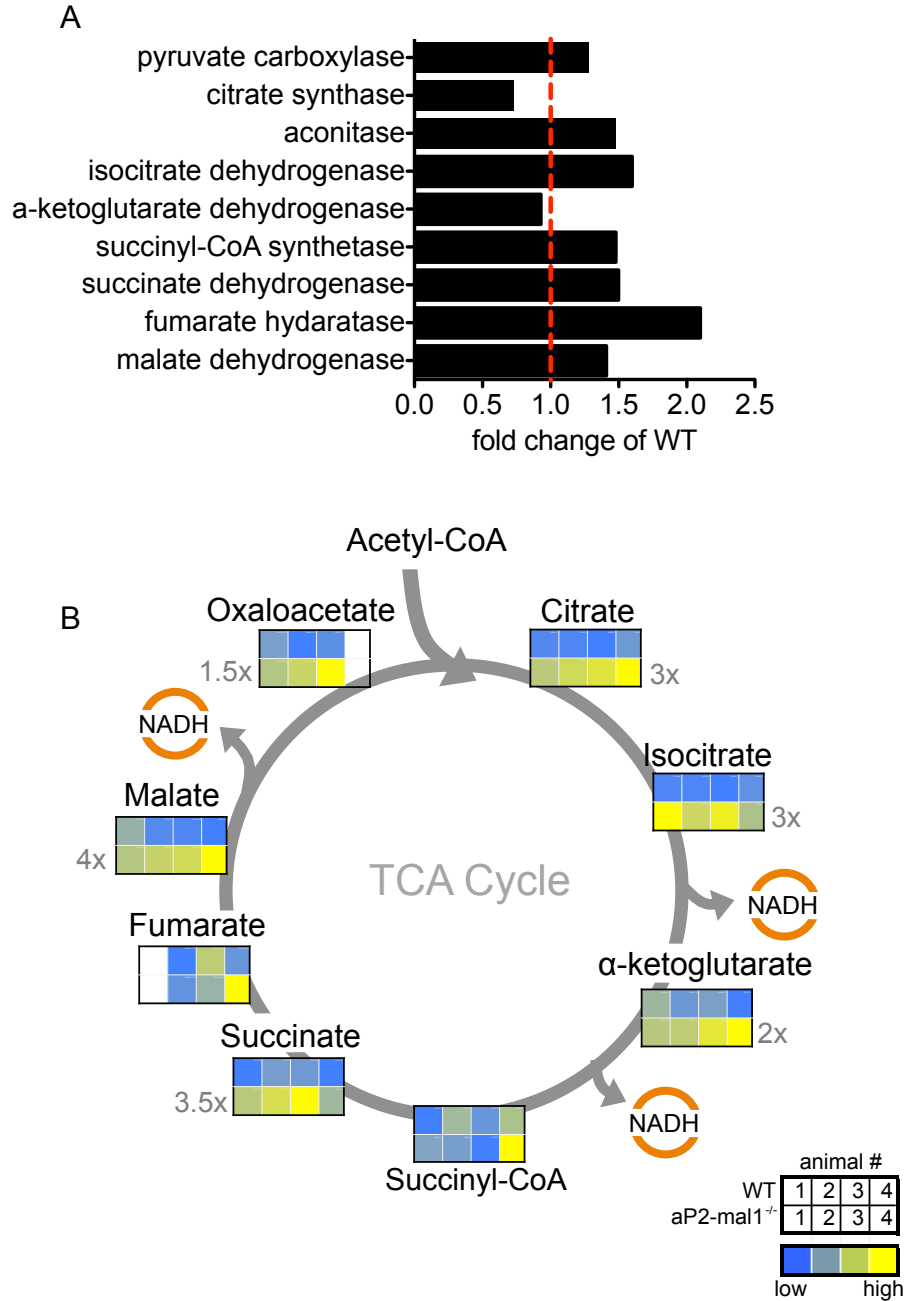 A
pyruvate carboxylase
citrate synthase
aconitase
isocitrate dehydrogenase
a-ketoglutarate dehydrogenase
succinyl-CoA synthetase
succinate dehydrogenase
fumarate hydaratase
malate dehydrogenase
0.0 0.5 1.0 1.5 2.0 2.5
fold change of WT
B
Acetyl-CoA
Oxaloacetate
1.5x
Citrate
3x
NADH
Isocitrate
3x
Malate
4x
TCA Cycle
NADH
Fumarate
α-ketoglutarate
2x
Succinate
3.5x
NADH
Succinyl-CoA
animal #
WT 1 2 3 4
aP2-mal1-/- 1 2 3 4
low high